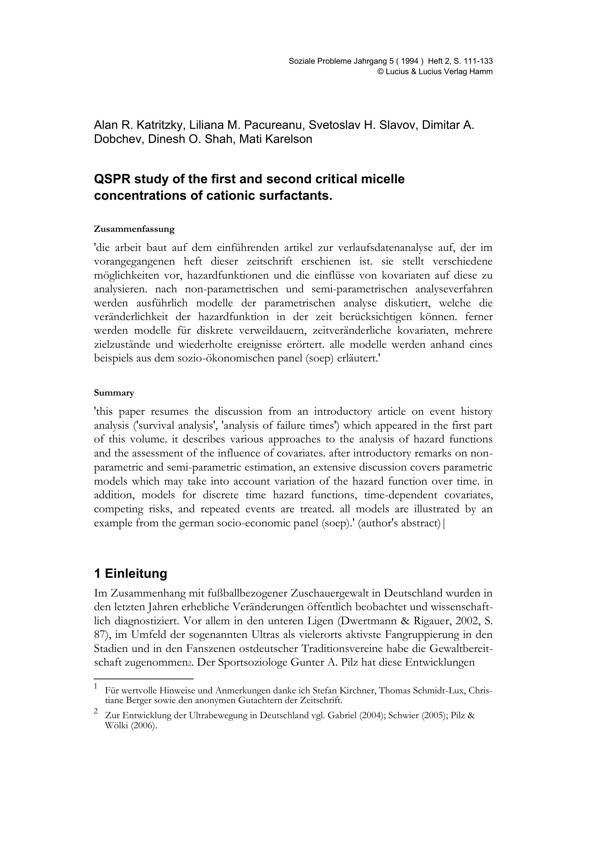 Soziale Probleme Jahrgang 5 ( 1994 ) Heft 2, S. 111-133
© Lucius & Lucius Verlag Hamm
Alan R. Katritzky, Liliana M. Pacureanu, Svetoslav H. Slavov, Dimitar A.
Dobchev, Dinesh O. Shah, Mati Karelson
QSPR study of the first and second critical micelle
concentrations of cationic surfactants.
Zusammenfassung
'die arbeit baut auf dem einführenden artikel zur verlaufsdatenanalyse auf, der im
vorangegangenen heft dieser zeitschrift erschienen ist. sie stellt verschiedene
möglichkeiten vor, hazardfunktionen und die einflüsse von kovariaten auf diese zu
analysieren. nach non-parametrischen und semi-parametrischen analyseverfahren
werden ausführlich modelle der parametrischen analyse diskutiert, welche die
veränderlichkeit der hazardfunktion in der zeit berücksichtigen können. ferner
werden modelle für diskrete verweildauern, zeitveränderliche kovariaten, mehrere
zielzustände und wiederholte ereignisse erörtert. alle modelle werden anhand eines
beispiels aus dem sozio-ökonomischen panel (soep) erläutert.'
Summary
'this paper resumes the discussion from an introductory article on event history
analysis ('survival analysis', 'analysis of failure times') which appeared in the first part
of this volume. it describes various approaches to the analysis of hazard functions
and the assessment of the influence of covariates. after introductory remarks on non-
parametric and semi-parametric estimation, an extensive discussion covers parametric
models which may take into account variation of the hazard function over time. in
addition, models for discrete time hazard functions, time-dependent covariates,
competing risks, and repeated events are treated. all models are illustrated by an
example from the german socio-economic panel (soep).' (author's abstract)|
1 Einleitung
Im Zusammenhang mit fußballbezogener Zuschauergewalt in Deutschland wurden in
den letzten Jahren erhebliche Veränderungen öffentlich beobachtet und wissenschaft-
lich diagnostiziert. Vor allem in den unteren Ligen (Dwertmann & Rigauer, 2002, S.
87), im Umfeld der sogenannten Ultras als vielerorts aktivste Fangruppierung in den
Stadien und in den Fanszenen ostdeutscher Traditionsvereine habe die Gewaltbereit-
schaft zugenommen2. Der Sportsoziologe Gunter A. Pilz hat diese Entwicklungen
1 Für wertvolle Hinweise und Anmerkungen danke ich Stefan Kirchner, Thomas Schmidt-Lux, Chris-
tiane Berger sowie den anonymen Gutachtern der Zeitschrift.
2 Zur Entwicklung der Ultrabewegung in Deutschland vgl. Gabriel (2004); Schwier (2005); Pilz &
Wölki (2006).